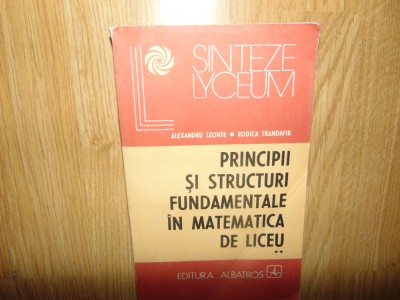 SINTEZE
LYCEUM
ALEXANDRU LEONTE • RODICA TRANDAFIR
PRINCIPII
ȘI STRUCTURI
FUNDAMENTALE
ÎN MATEMATICA
DE LICEU
••
EDITURA ALBATROS